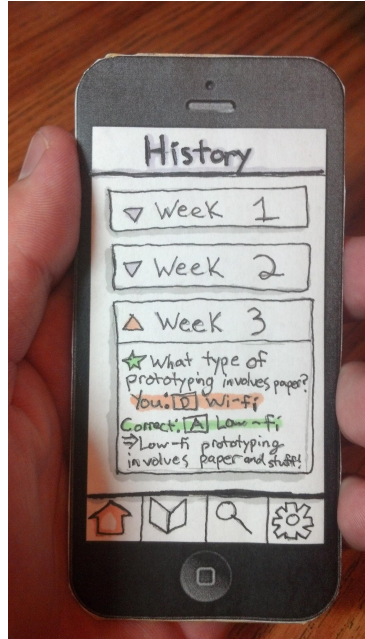 History
Week 1
Week 2
Week 3
What type of
prototyping involves paper?
You: D Wi-fi
Correct: A Low-fi
⇒Low-fi prototyping
involves paper and stuff!